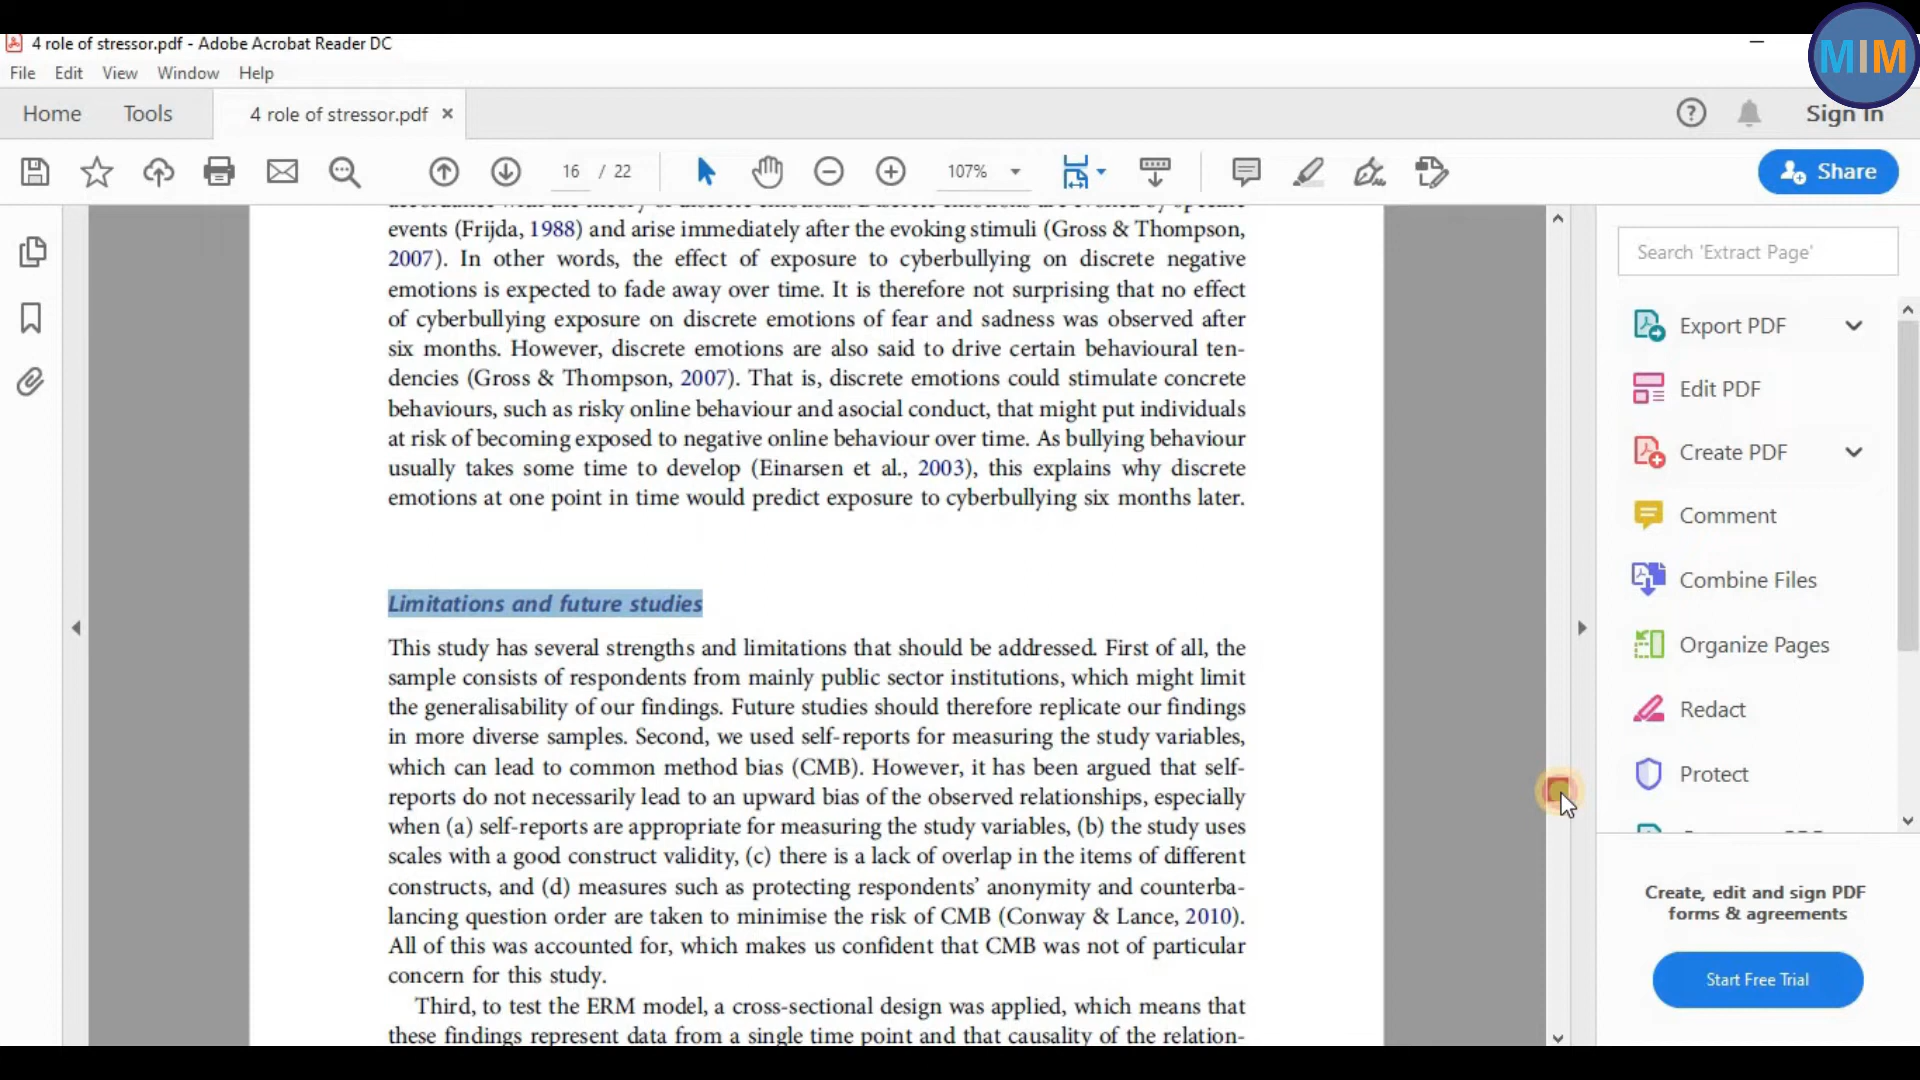 MIM
4 role of stressor.pdf - Adobe Acrobat Reader DC
File Edit View Window Help
Home Tools 4 role of stressor.pdf × Sign In
16 / 22 107% Share
accordance with the theory of discrete emotions. Discrete emotions are evoked by specific
events (Frijda, 1988) and arise immediately after the evoking stimuli (Gross & Thompson,
2007). In other words, the effect of exposure to cyberbullying on discrete negative
emotions is expected to fade away over time. It is therefore not surprising that no effect
of cyberbullying exposure on discrete emotions of fear and sadness was observed after
six months. However, discrete emotions are also said to drive certain behavioural ten-
dencies (Gross & Thompson, 2007). That is, discrete emotions could stimulate concrete
behaviours, such as risky online behaviour and asocial conduct, that might put individuals
at risk of becoming exposed to negative online behaviour over time. As bullying behaviour
usually takes some time to develop (Einarsen et al., 2003), this explains why discrete
emotions at one point in time would predict exposure to cyberbullying six months later.
Limitations and future studies
This study has several strengths and limitations that should be addressed. First of all, the
sample consists of respondents from mainly public sector institutions, which might limit
the generalisability of our findings. Future studies should therefore replicate our findings
in more diverse samples. Second, we used self-reports for measuring the study variables,
which can lead to common method bias (CMB). However, it has been argued that self-
reports do not necessarily lead to an upward bias of the observed relationships, especially
when (a) self-reports are appropriate for measuring the study variables, (b) the study uses
scales with a good construct validity, (c) there is a lack of overlap in the items of different
constructs, and (d) measures such as protecting respondents' anonymity and counterba-
lancing question order are taken to minimise the risk of CMB (Conway & Lance, 2010).
All of this was accounted for, which makes us confident that CMB was not of particular
concern for this study.
Third, to test the ERM model, a cross-sectional design was applied, which means that
these findings represent data from a single time point and that causality of the relation-
Search 'Extract Page'
Export PDF
Edit PDF
Create PDF
Comment
Combine Files
Organize Pages
Redact
Protect
Create, edit and sign PDF
forms & agreements
Start Free Trial